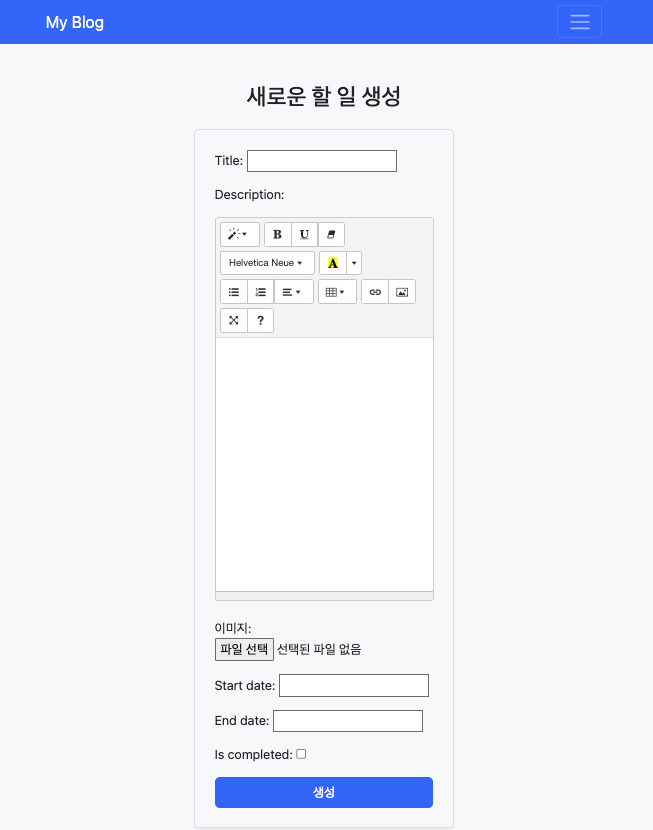 My Blog
새로운 할 일 생성
Title:
Description:
B U
Helvetica Neue A
?
이미지:
파일 선택 선택된 파일 없음
Start date:
End date:
Is completed:
생성